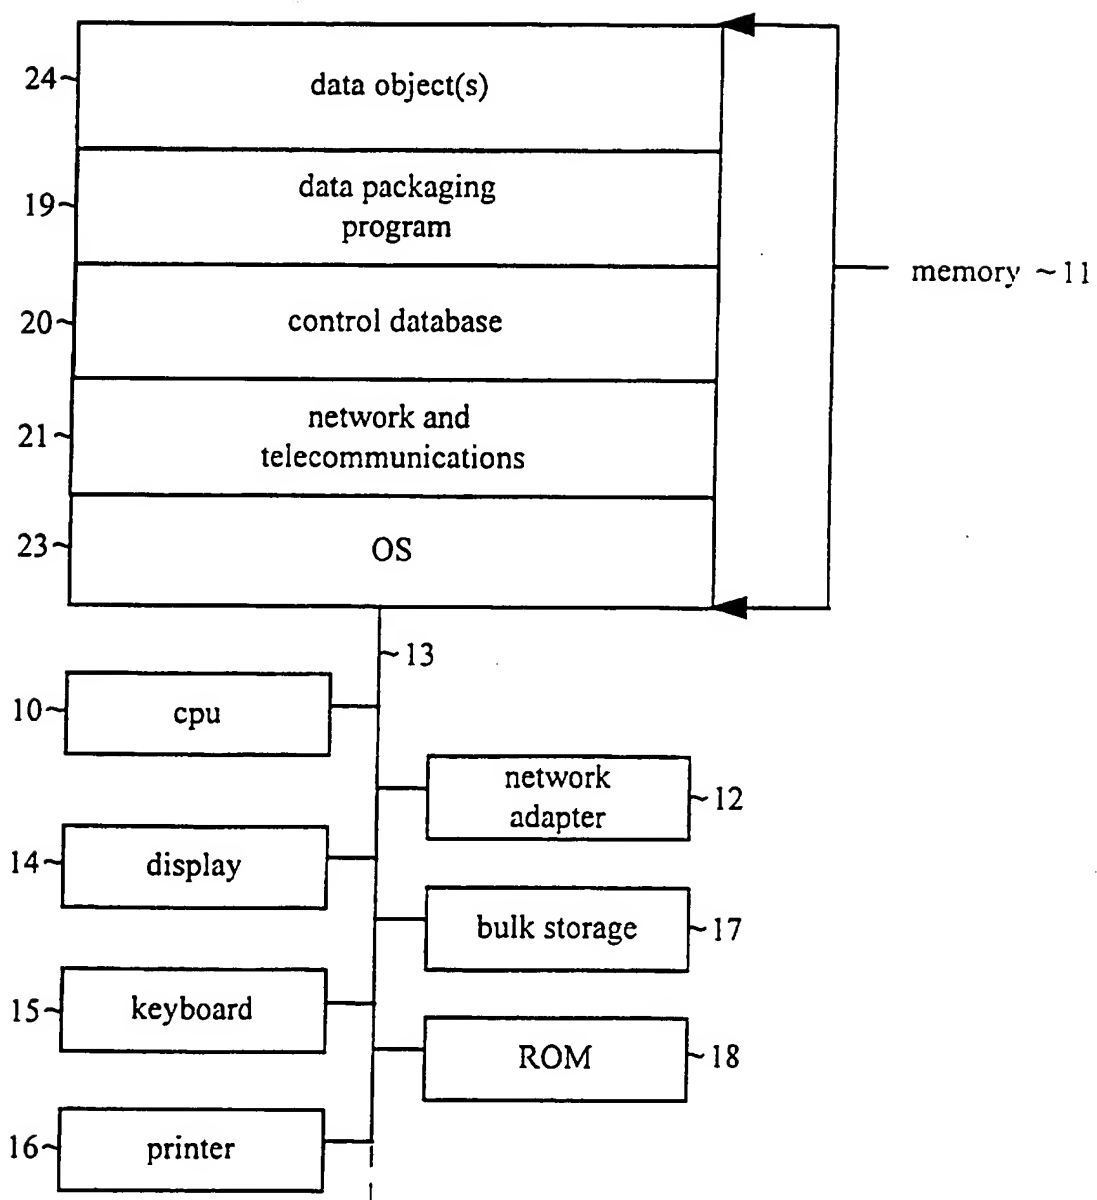 24~ data object(s)
19~ data packaging
program
memory ~11
20~ control database
21~ network and
telecommunications
23~ OS
~13
10~ cpu
network
adapter ~12
14~ display
bulk storage ~17
15~ keyboard
ROM ~18
16~ printer